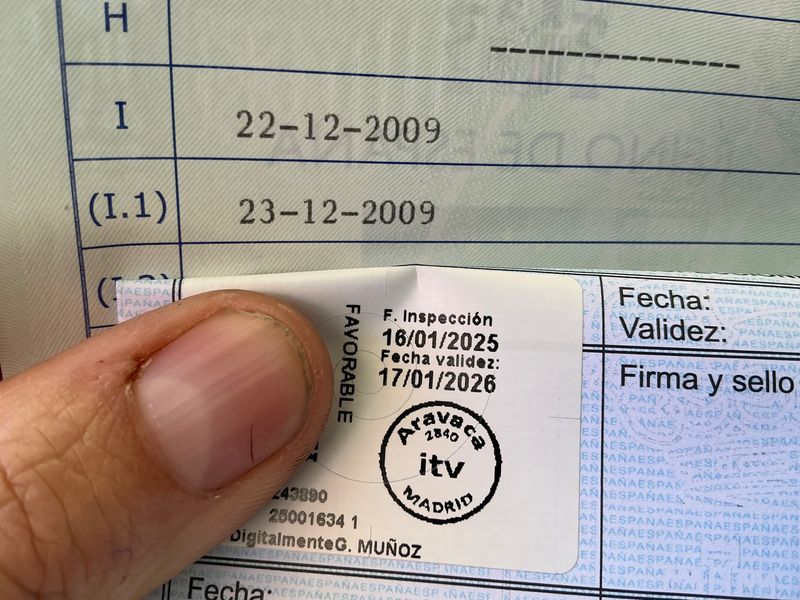 H
-------------
I
22-12-2009
(I.1)
23-12-2009
FAVORABLE
F. Inspección
16/01/2025
Fecha validez:
17/01/2026
Aravaca
2840
itv
MADRID
243890
25001634 1
DigitalmenteG. MUÑOZ
Fecha:
Validez:
Firma y sello
Fecha: